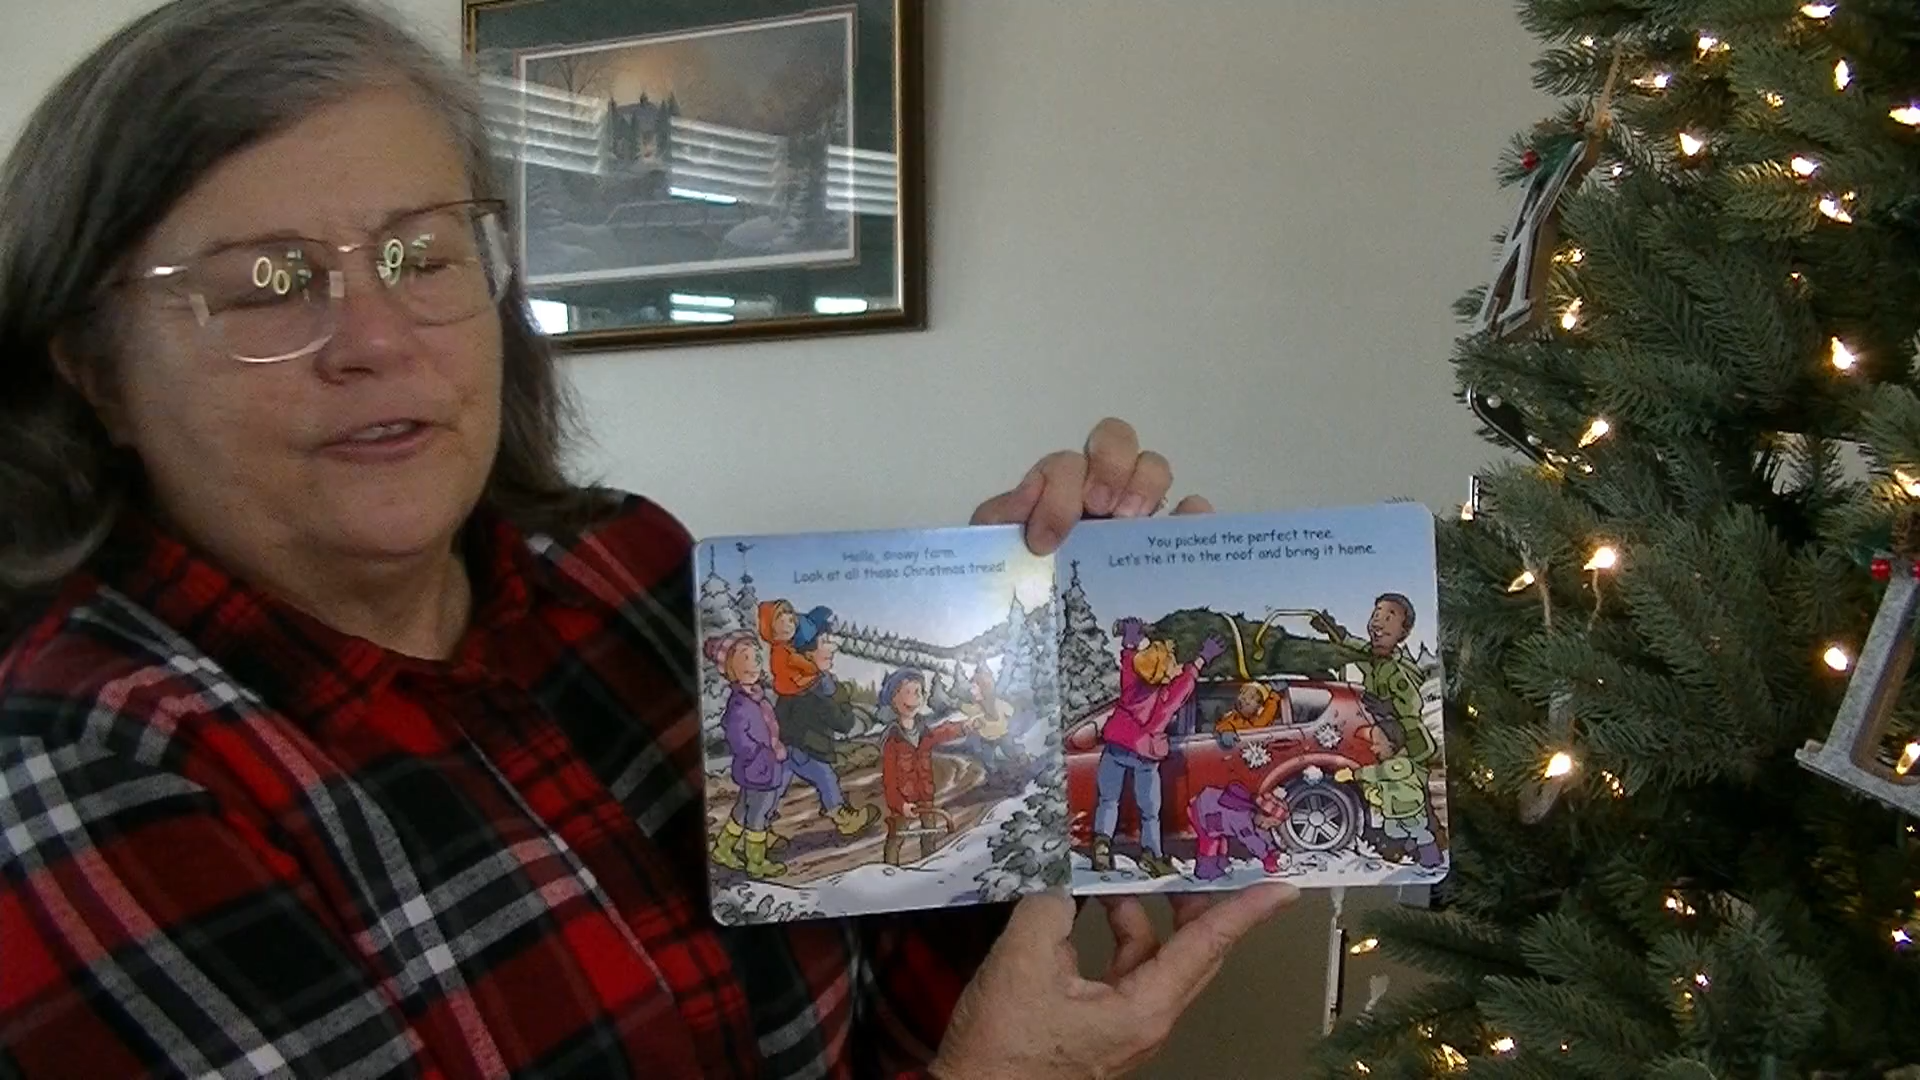 Hello, snowy farm.
Look at all those Christmas trees!
You picked the perfect tree.
Let's tie it to the roof and bring it home.